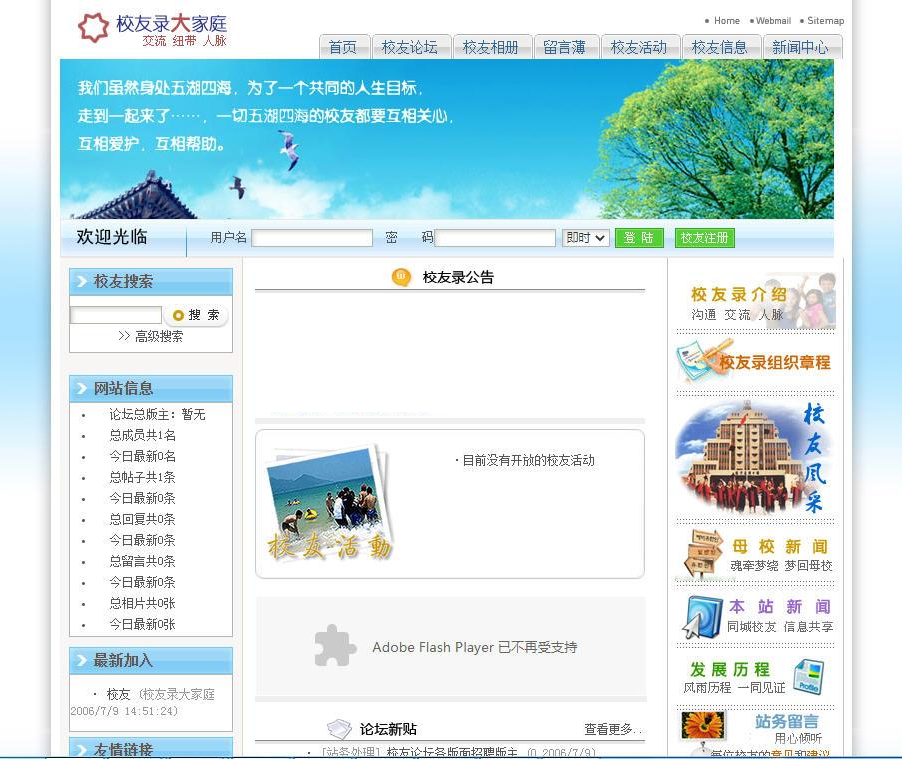 校友录大家庭
交流 纽带 人脉
Home Webmail Sitemap
首页 校友论坛 校友相册 留言薄 校友活动 校友信息 新闻中心
我们虽然身处五湖四海，为了一个共同的人生目标，
走到一起来了……，一切五湖四海的校友都要互相关心，
互相爱护，互相帮助。
欢迎光临 用户名 密 码 即时 登 陆 校友注册
校友搜索
搜 索
>> 高级搜索
网站信息
论坛总版主：暂无
总成员共1名
今日最新0名
总帖子共1条
今日最新0条
总回复共0条
今日最新0条
总留言共0条
今日最新0条
总相片共0张
今日最新0张
最新加入
· 校友 (校友录大家庭
2006/7/9 14:51:24)
友情链接
校友录公告
校友活動
·目前没有开放的校友活动
Adobe Flash Player 已不再受支持
论坛新贴 查看更多..
· [站务处理] 校友论坛各版面招聘版主 (0,2006/7/9)
校友录介绍
沟通 交流 人脉
校友录组织章程
校友风采
母校新闻
魂牵梦绕 梦回母校
本站新闻
同城校友 信息共享
发展历程
风雨历程 一同见证
Profile
站务留言
用心倾听
每位校友的意见和建议